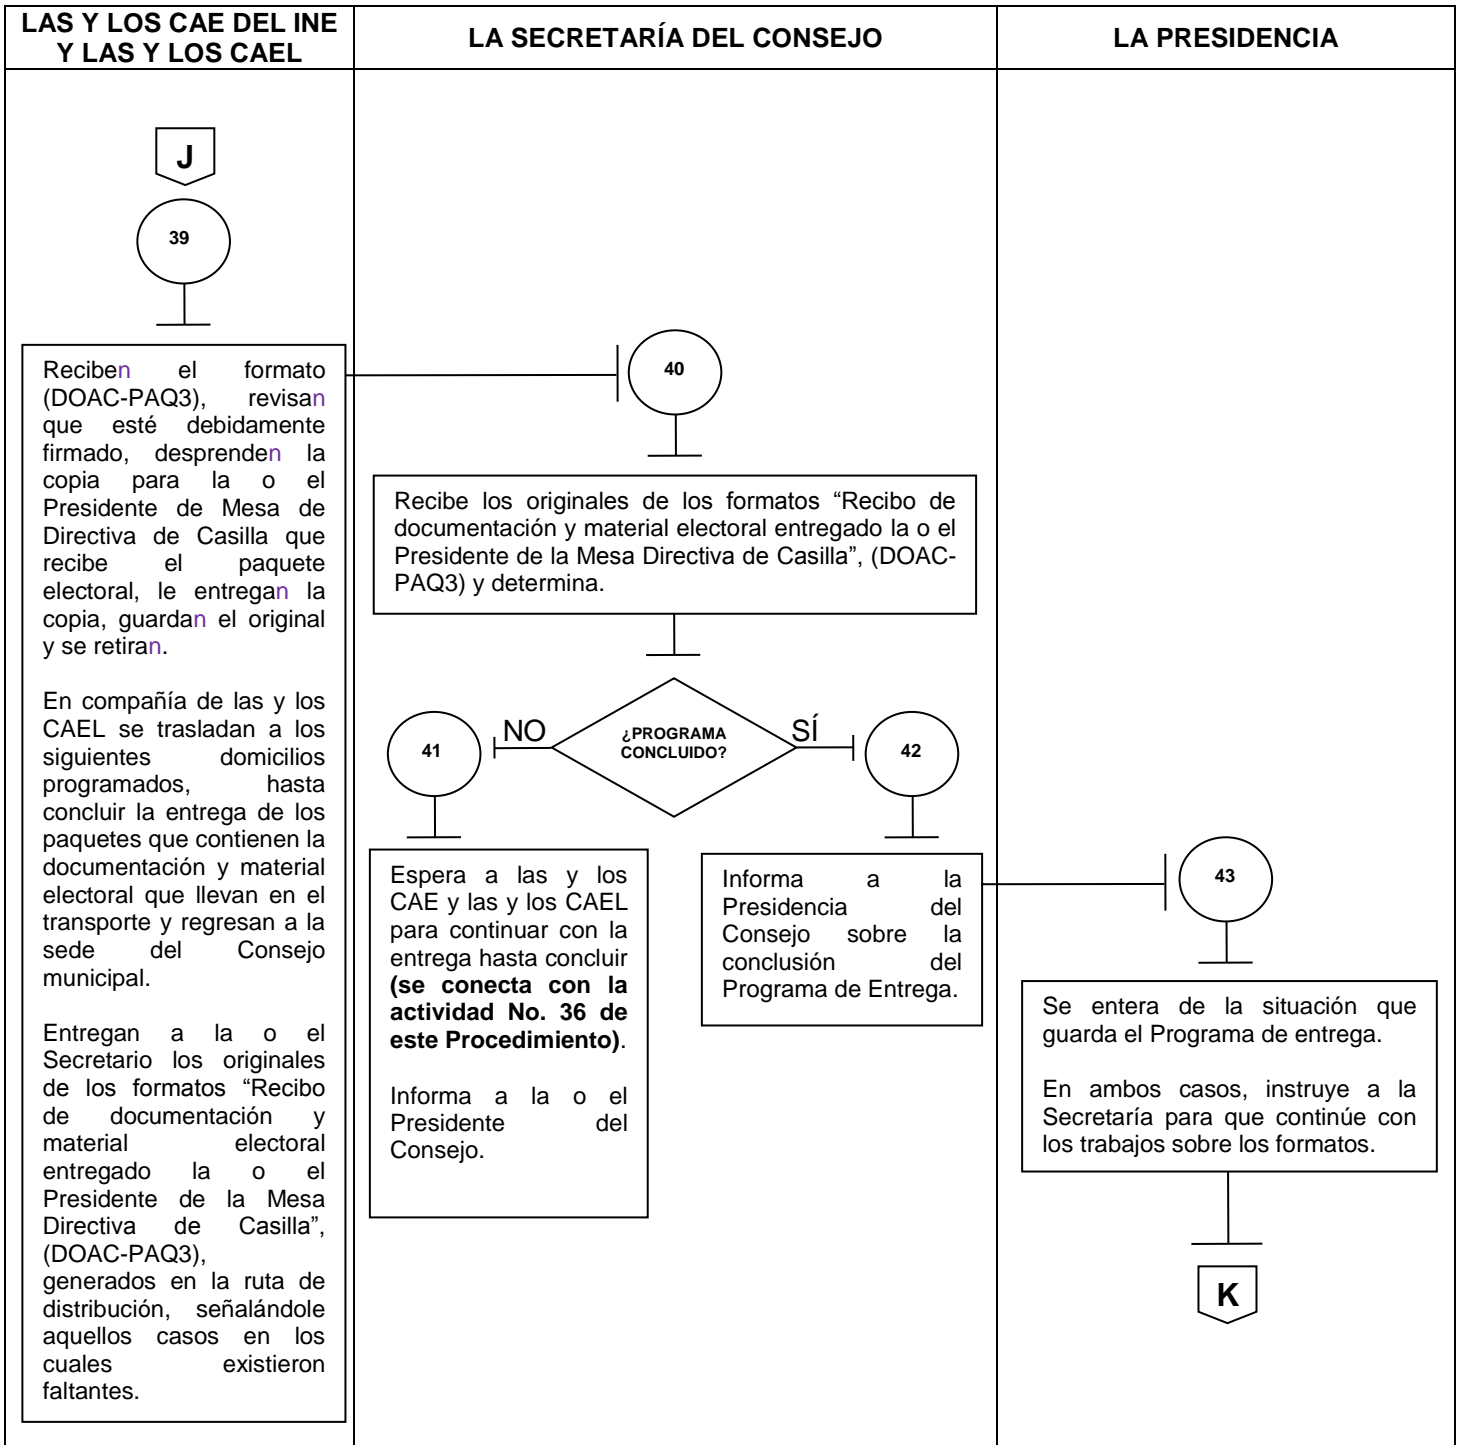 LAS Y LOS CAE DEL INE
Y LAS Y LOS CAEL
LA SECRETARÍA DEL CONSEJO
LA PRESIDENCIA
J
39
Reciben el formato
(DOAC-PAQ3), revisan
que esté debidamente
firmado, desprenden la
copia para la o el
Presidente de Mesa de
Directiva de Casilla que
recibe el paquete
electoral, le entregan la
copia, guardan el original
y se retiran.
En compañía de las y los
CAEL se trasladan a los
siguientes domicilios
programados, hasta
concluir la entrega de los
paquetes que contienen la
documentación y material
electoral que llevan en el
transporte y regresan a la
sede del Consejo
municipal.
Entregan a la o el
Secretario los originales
de los formatos “Recibo
de documentación y
material electoral
entregado la o el
Presidente de la Mesa
Directiva de Casilla”,
(DOAC-PAQ3),
generados en la ruta de
distribución, señalándole
aquellos casos en los
cuales existieron
faltantes.
40
Recibe los originales de los formatos “Recibo de
documentación y material electoral entregado la o el
Presidente de la Mesa Directiva de Casilla”, (DOAC-
PAQ3) y determina.
¿PROGRAMA
CONCLUIDO?
NO
SÍ
41
Espera a las y los
CAE y las y los CAEL
para continuar con la
entrega hasta concluir
(se conecta con la
actividad No. 36 de
este Procedimiento).
Informa a la o el
Presidente del
Consejo.
42
Informa a la
Presidencia del
Consejo sobre la
conclusión del
Programa de Entrega.
43
Se entera de la situación que
guarda el Programa de entrega.
En ambos casos, instruye a la
Secretaría para que continúe con
los trabajos sobre los formatos.
K